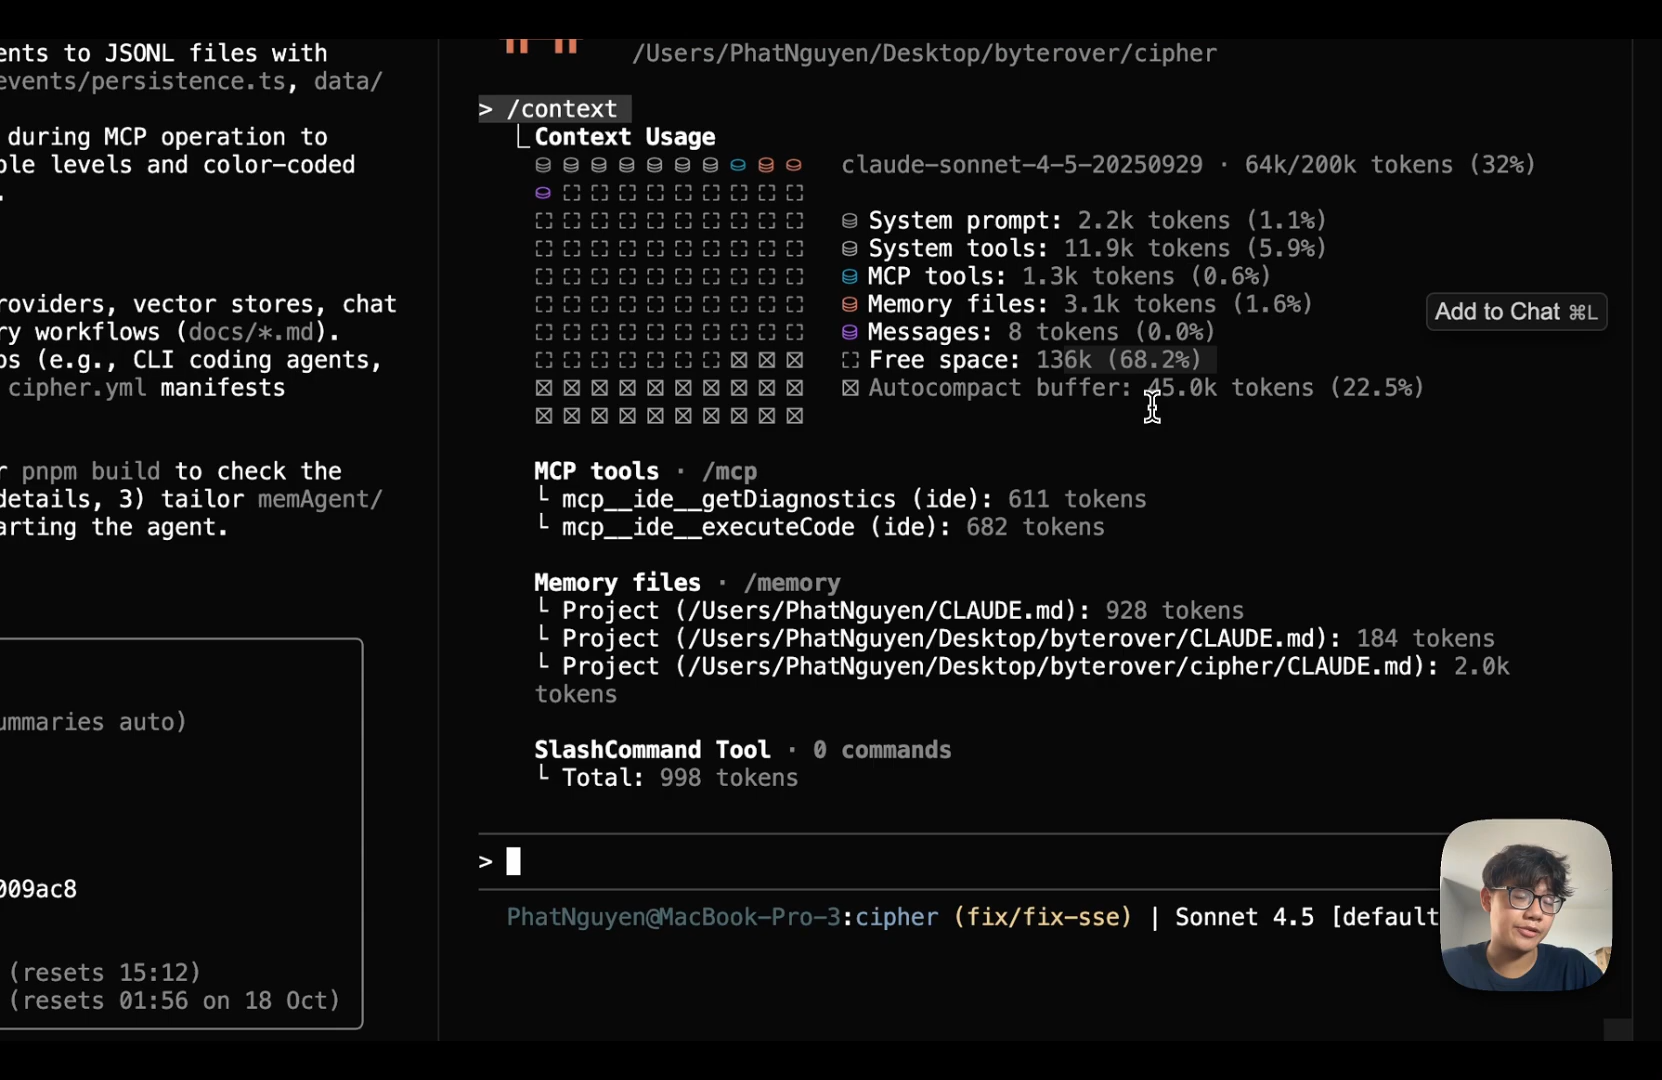 ents to JSONL files with
events/persistence.ts, data/
during MCP operation to
ple levels and color-coded
.
roviders, vector stores, chat
ry workflows (docs/*.md).
os (e.g., CLI coding agents,
cipher.yml manifests
r pnpm build to check the
details, 3) tailor memAgent/
arting the agent.
ummaries auto)
009ac8
(resets 15:12)
(resets 01:56 on 18 Oct)
/Users/PhatNguyen/Desktop/byterover/cipher
> /context
Context Usage
claude-sonnet-4-5-20250929 · 64k/200k tokens (32%)
System prompt: 2.2k tokens (1.1%)
System tools: 11.9k tokens (5.9%)
MCP tools: 1.3k tokens (0.6%)
Memory files: 3.1k tokens (1.6%)
Messages: 8 tokens (0.0%)
Free space: 136k (68.2%)
Autocompact buffer: 45.0k tokens (22.5%)
Add to Chat ⌘L
MCP tools · /mcp
└ mcp__ide__getDiagnostics (ide): 611 tokens
└ mcp__ide__executeCode (ide): 682 tokens
Memory files · /memory
└ Project (/Users/PhatNguyen/CLAUDE.md): 928 tokens
└ Project (/Users/PhatNguyen/Desktop/byterover/CLAUDE.md): 184 tokens
└ Project (/Users/PhatNguyen/Desktop/byterover/cipher/CLAUDE.md): 2.0k
tokens
SlashCommand Tool · 0 commands
└ Total: 998 tokens
>
PhatNguyen@MacBook-Pro-3:cipher (fix/fix-sse) | Sonnet 4.5 [default